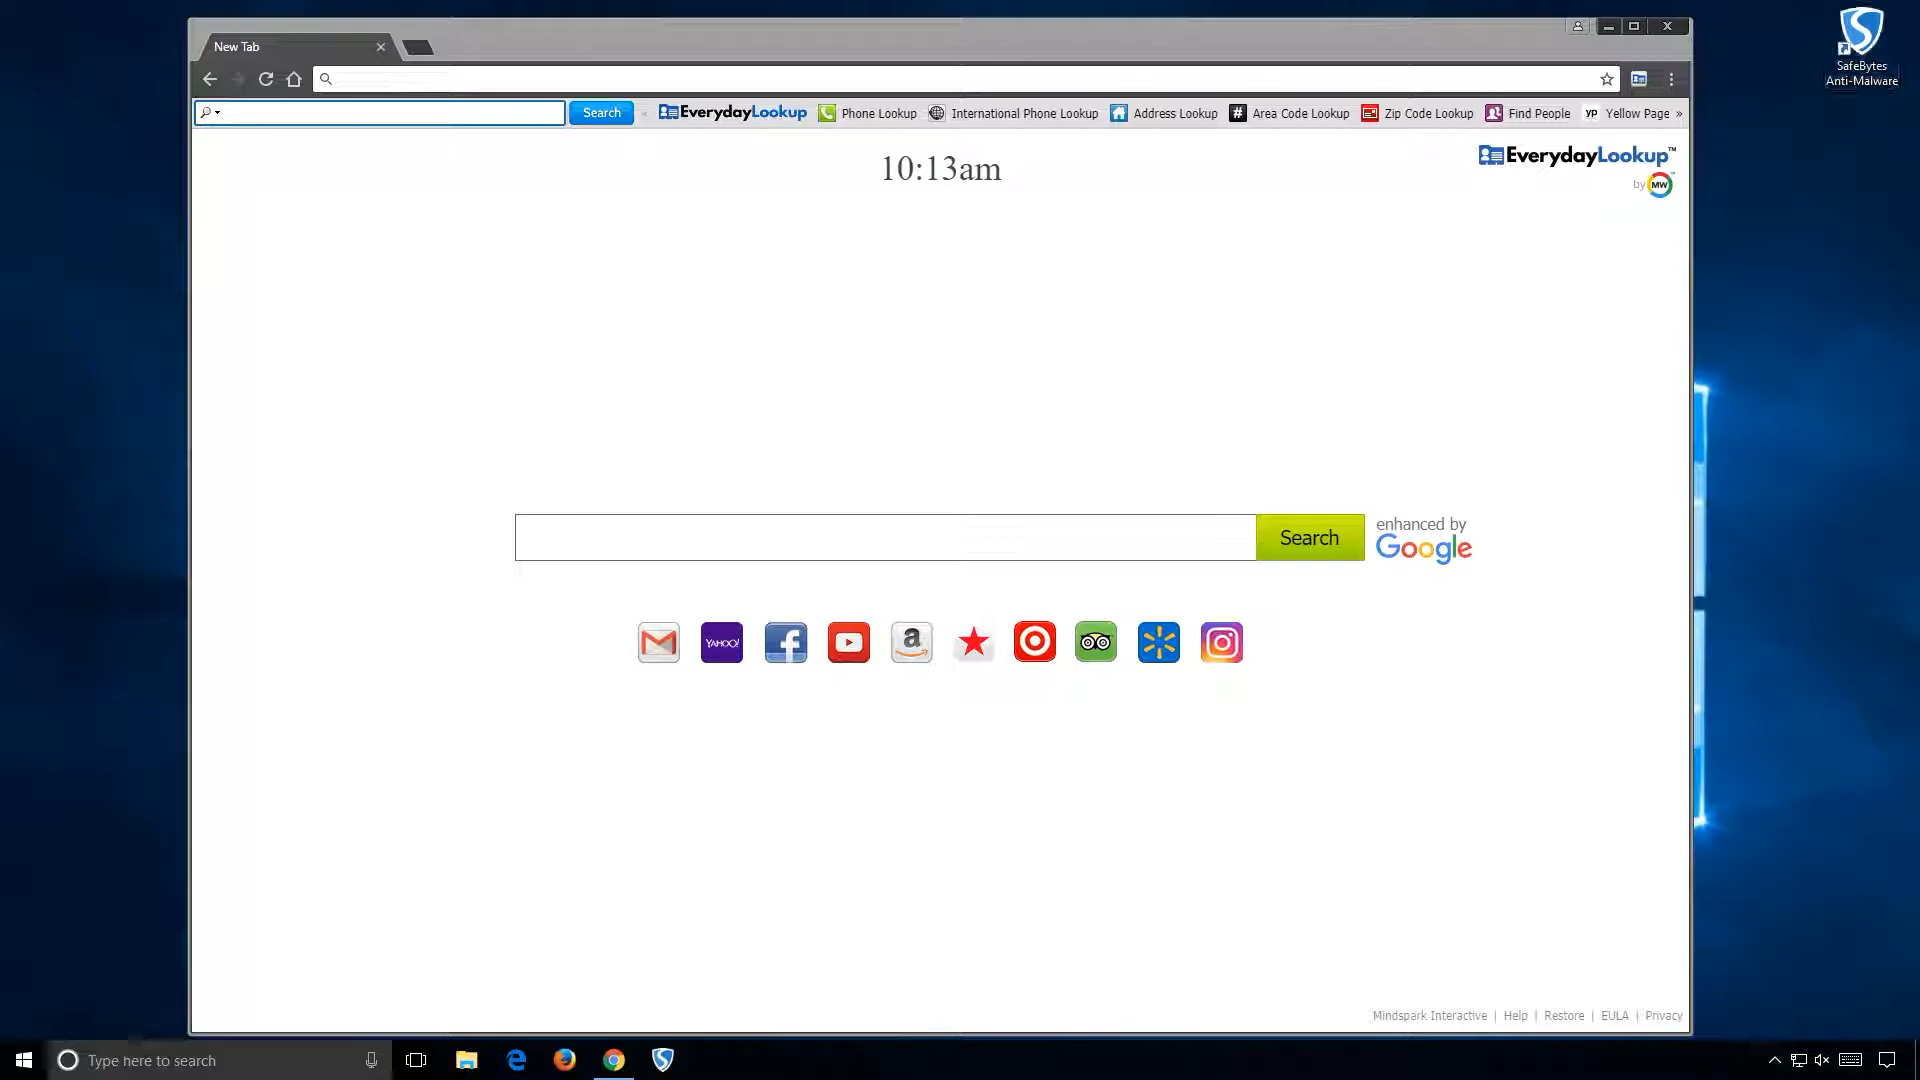 New Tab
SafeBytes
Anti-Malware
Search
EverydayLookup
Phone Lookup
International Phone Lookup
Address Lookup
# Area Code Lookup
Zip Code Lookup
Find People
YP Yellow Page »
10:13am
EverydayLookup™
by MW
Search
enhanced by
Google
YAHOO!
f
a
Mindspark Interactive | Help | Restore | EULA | Privacy
Type here to search